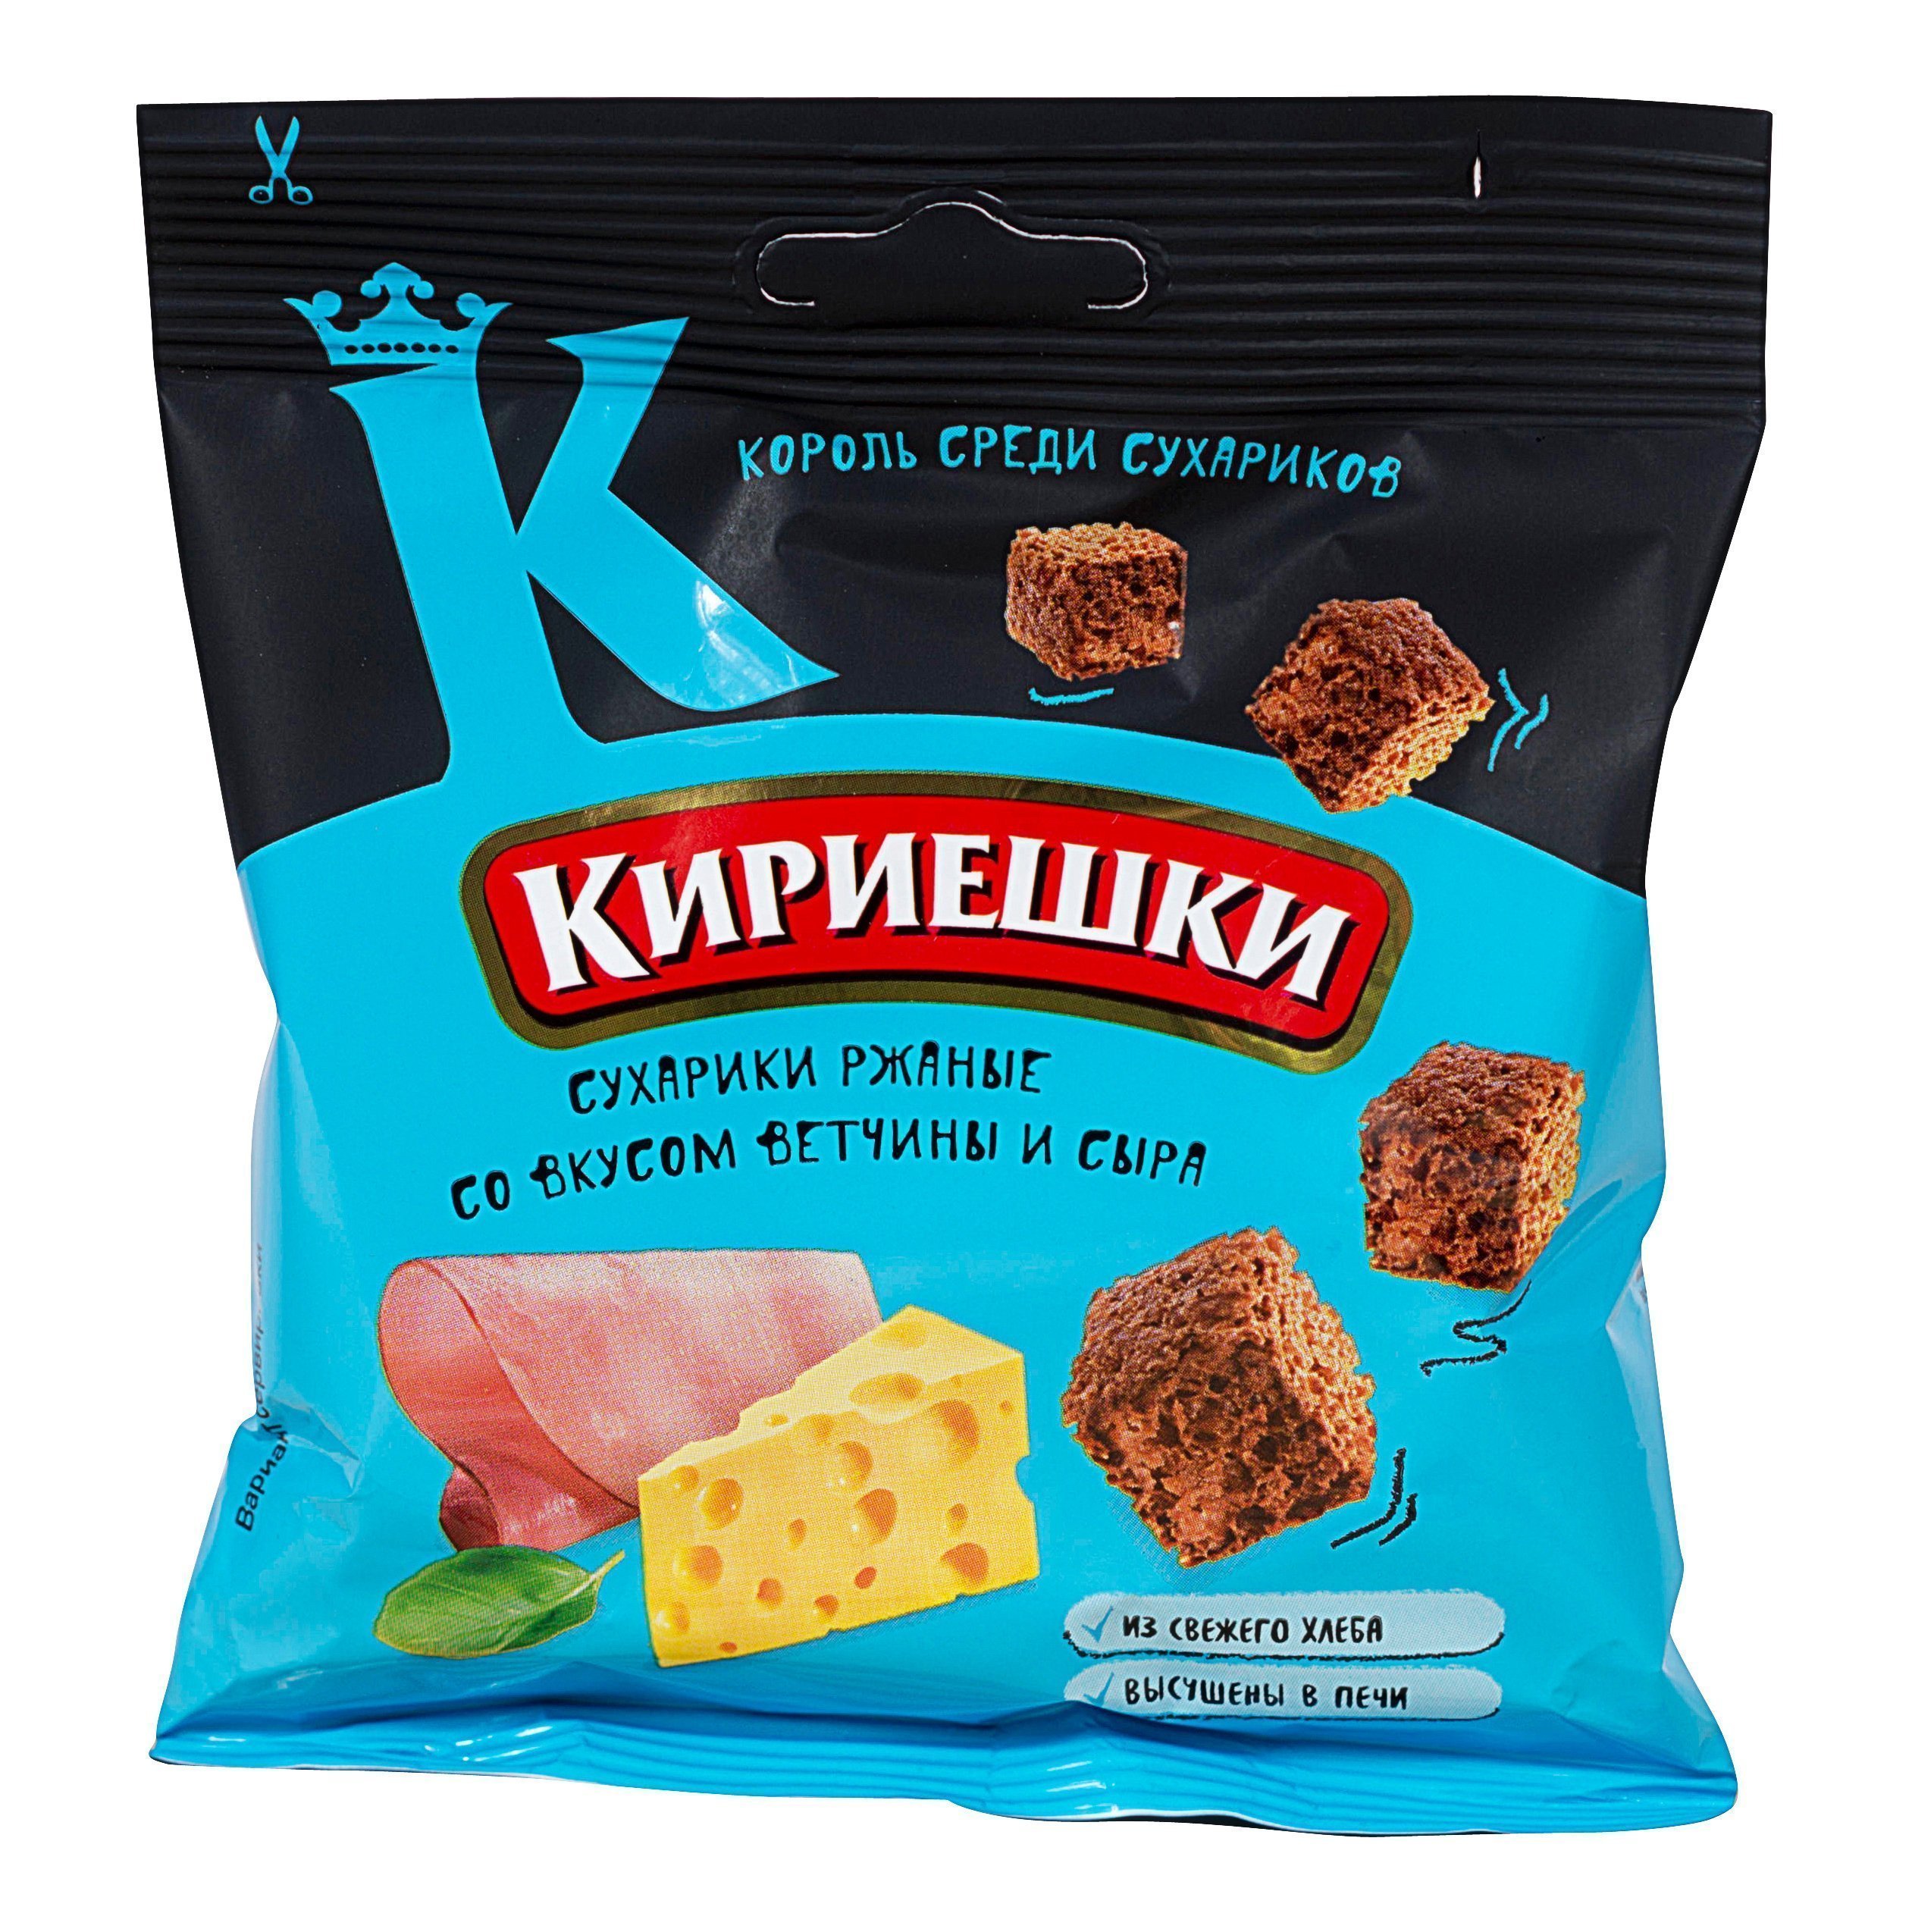 К
КОРОЛЬ СРЕДИ СУХАРИКОВ
КИРИЕШКИ
СУХАРИКИ РЖАНЫЕ
СО ВКУСОМ ВЕТЧИНЫ И СЫРА
ИЗ СВЕЖЕГО ХЛЕБА
ВЫСУШЕНЫ В ПЕЧИ